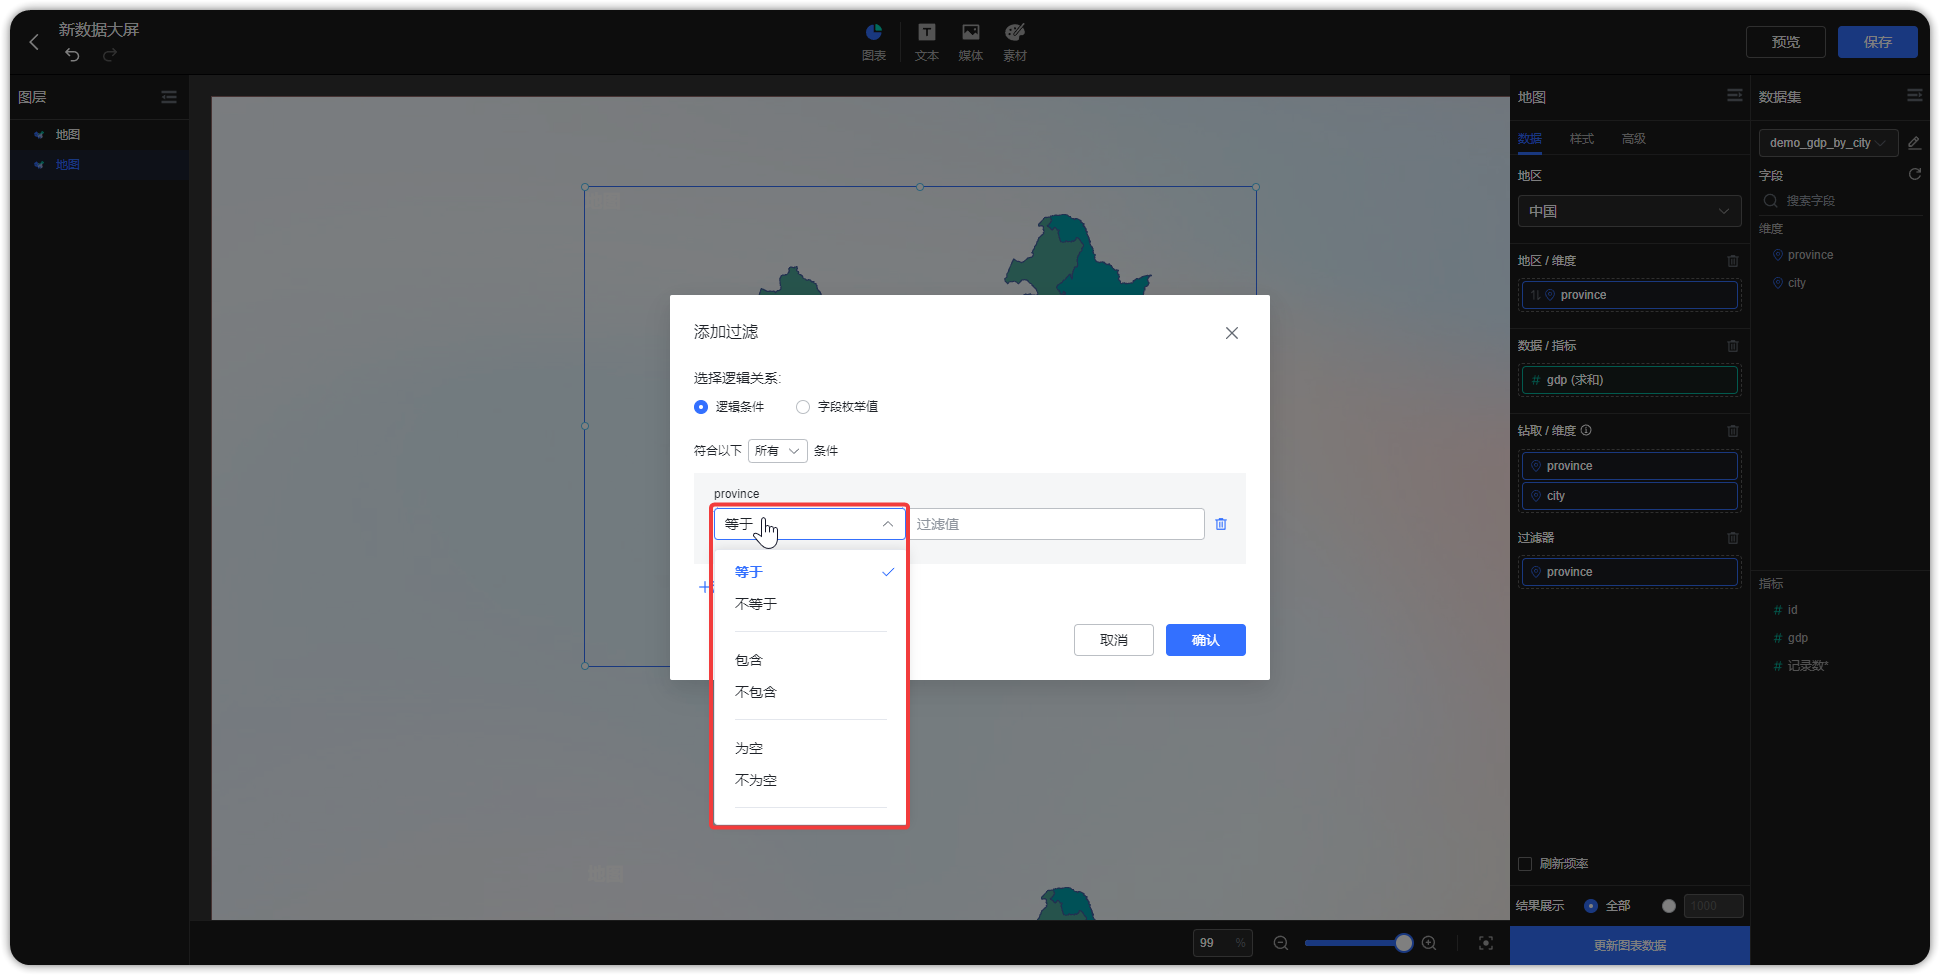 新数据大屏
图表
文本
媒体
素材
预览
保存
图层
地图
地图
地图
数据
样式
高级
地区
中国
地区 / 维度
province
数据 / 指标
# gdp (求和)
钻取 / 维度
province
city
过滤器
province
刷新频率
结果展示
全部
1000
更新图表数据
数据集
demo_gdp_by_city
字段
搜索字段
维度
province
city
指标
# id
# gdp
# 记录数*
添加过滤
选择逻辑关系:
逻辑条件
字段枚举值
符合以下 所有 条件
province
等于
过滤值
等于
不等于
包含
不包含
为空
不为空
取消
确认
99 %